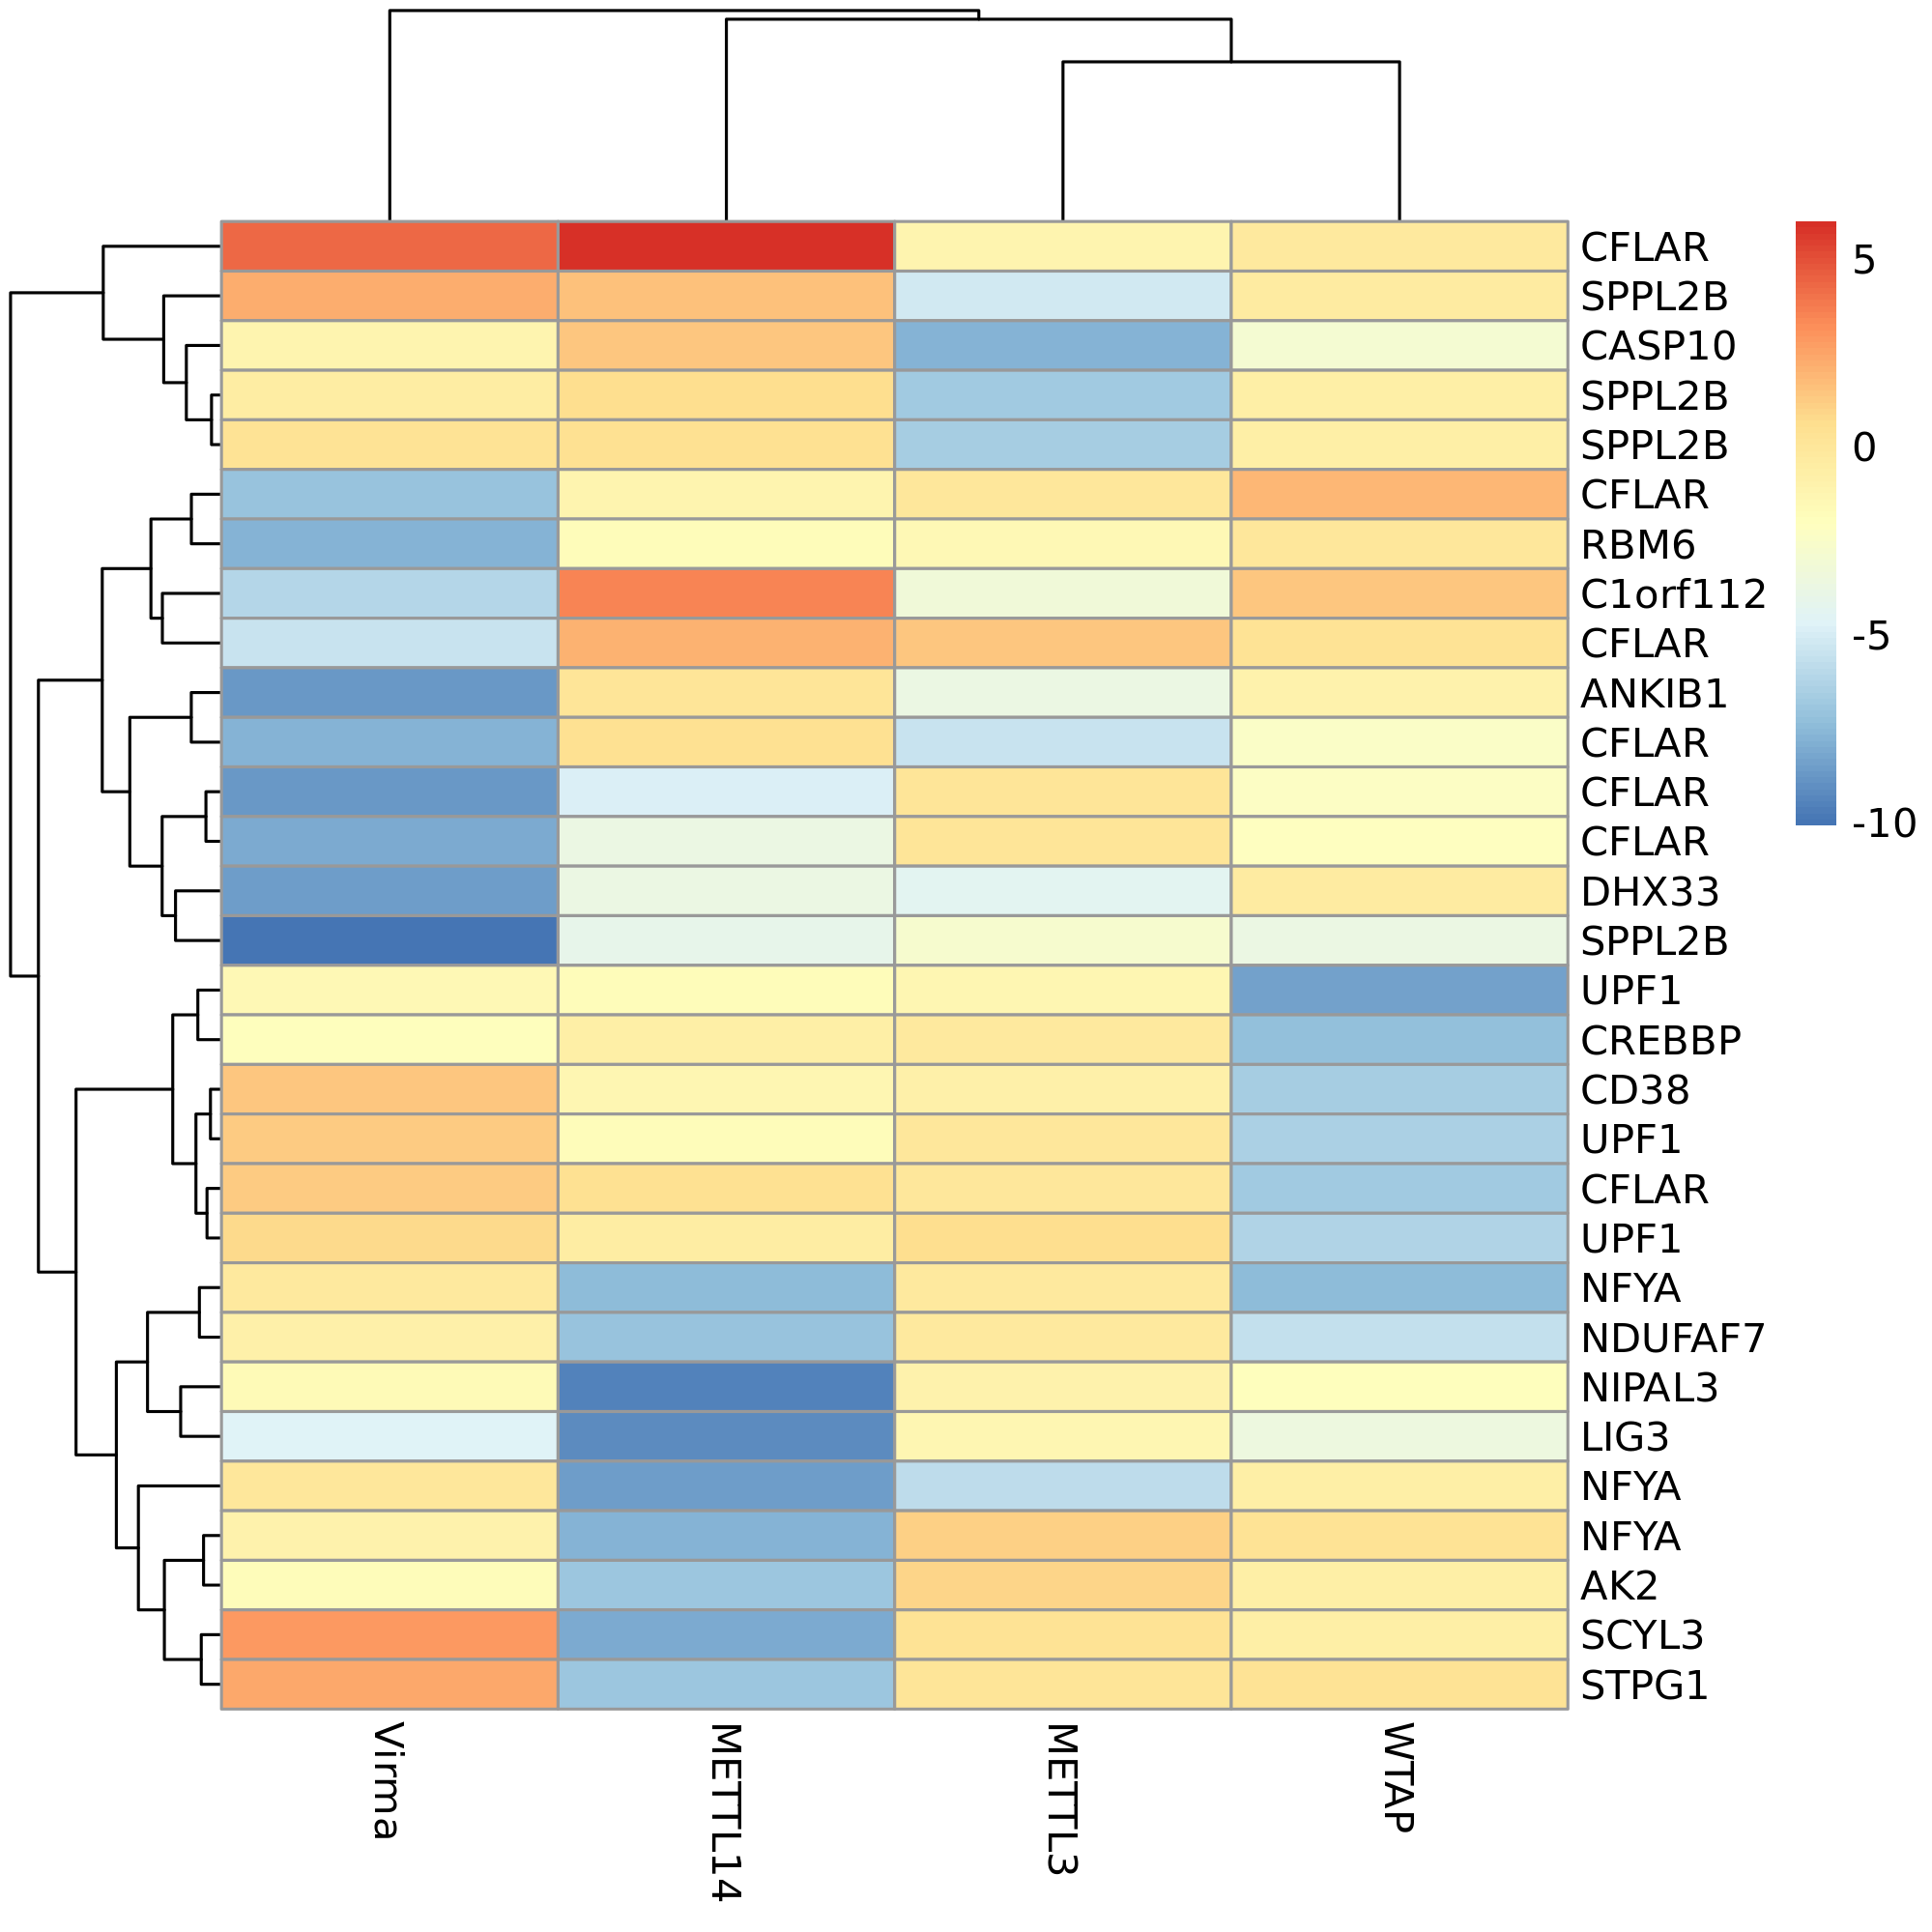 CFLAR
SPPL2B
CASP10
SPPL2B
SPPL2B
CFLAR
RBM6
C1orf112
CFLAR
ANKIB1
CFLAR
CFLAR
CFLAR
DHX33
SPPL2B
UPF1
CREBBP
CD38
UPF1
CFLAR
UPF1
NFYA
NDUFAF7
NIPAL3
LIG3
NFYA
NFYA
AK2
SCYL3
STPG1
5
0
-5
-10
Virma
METTL14
METTL3
WTAP